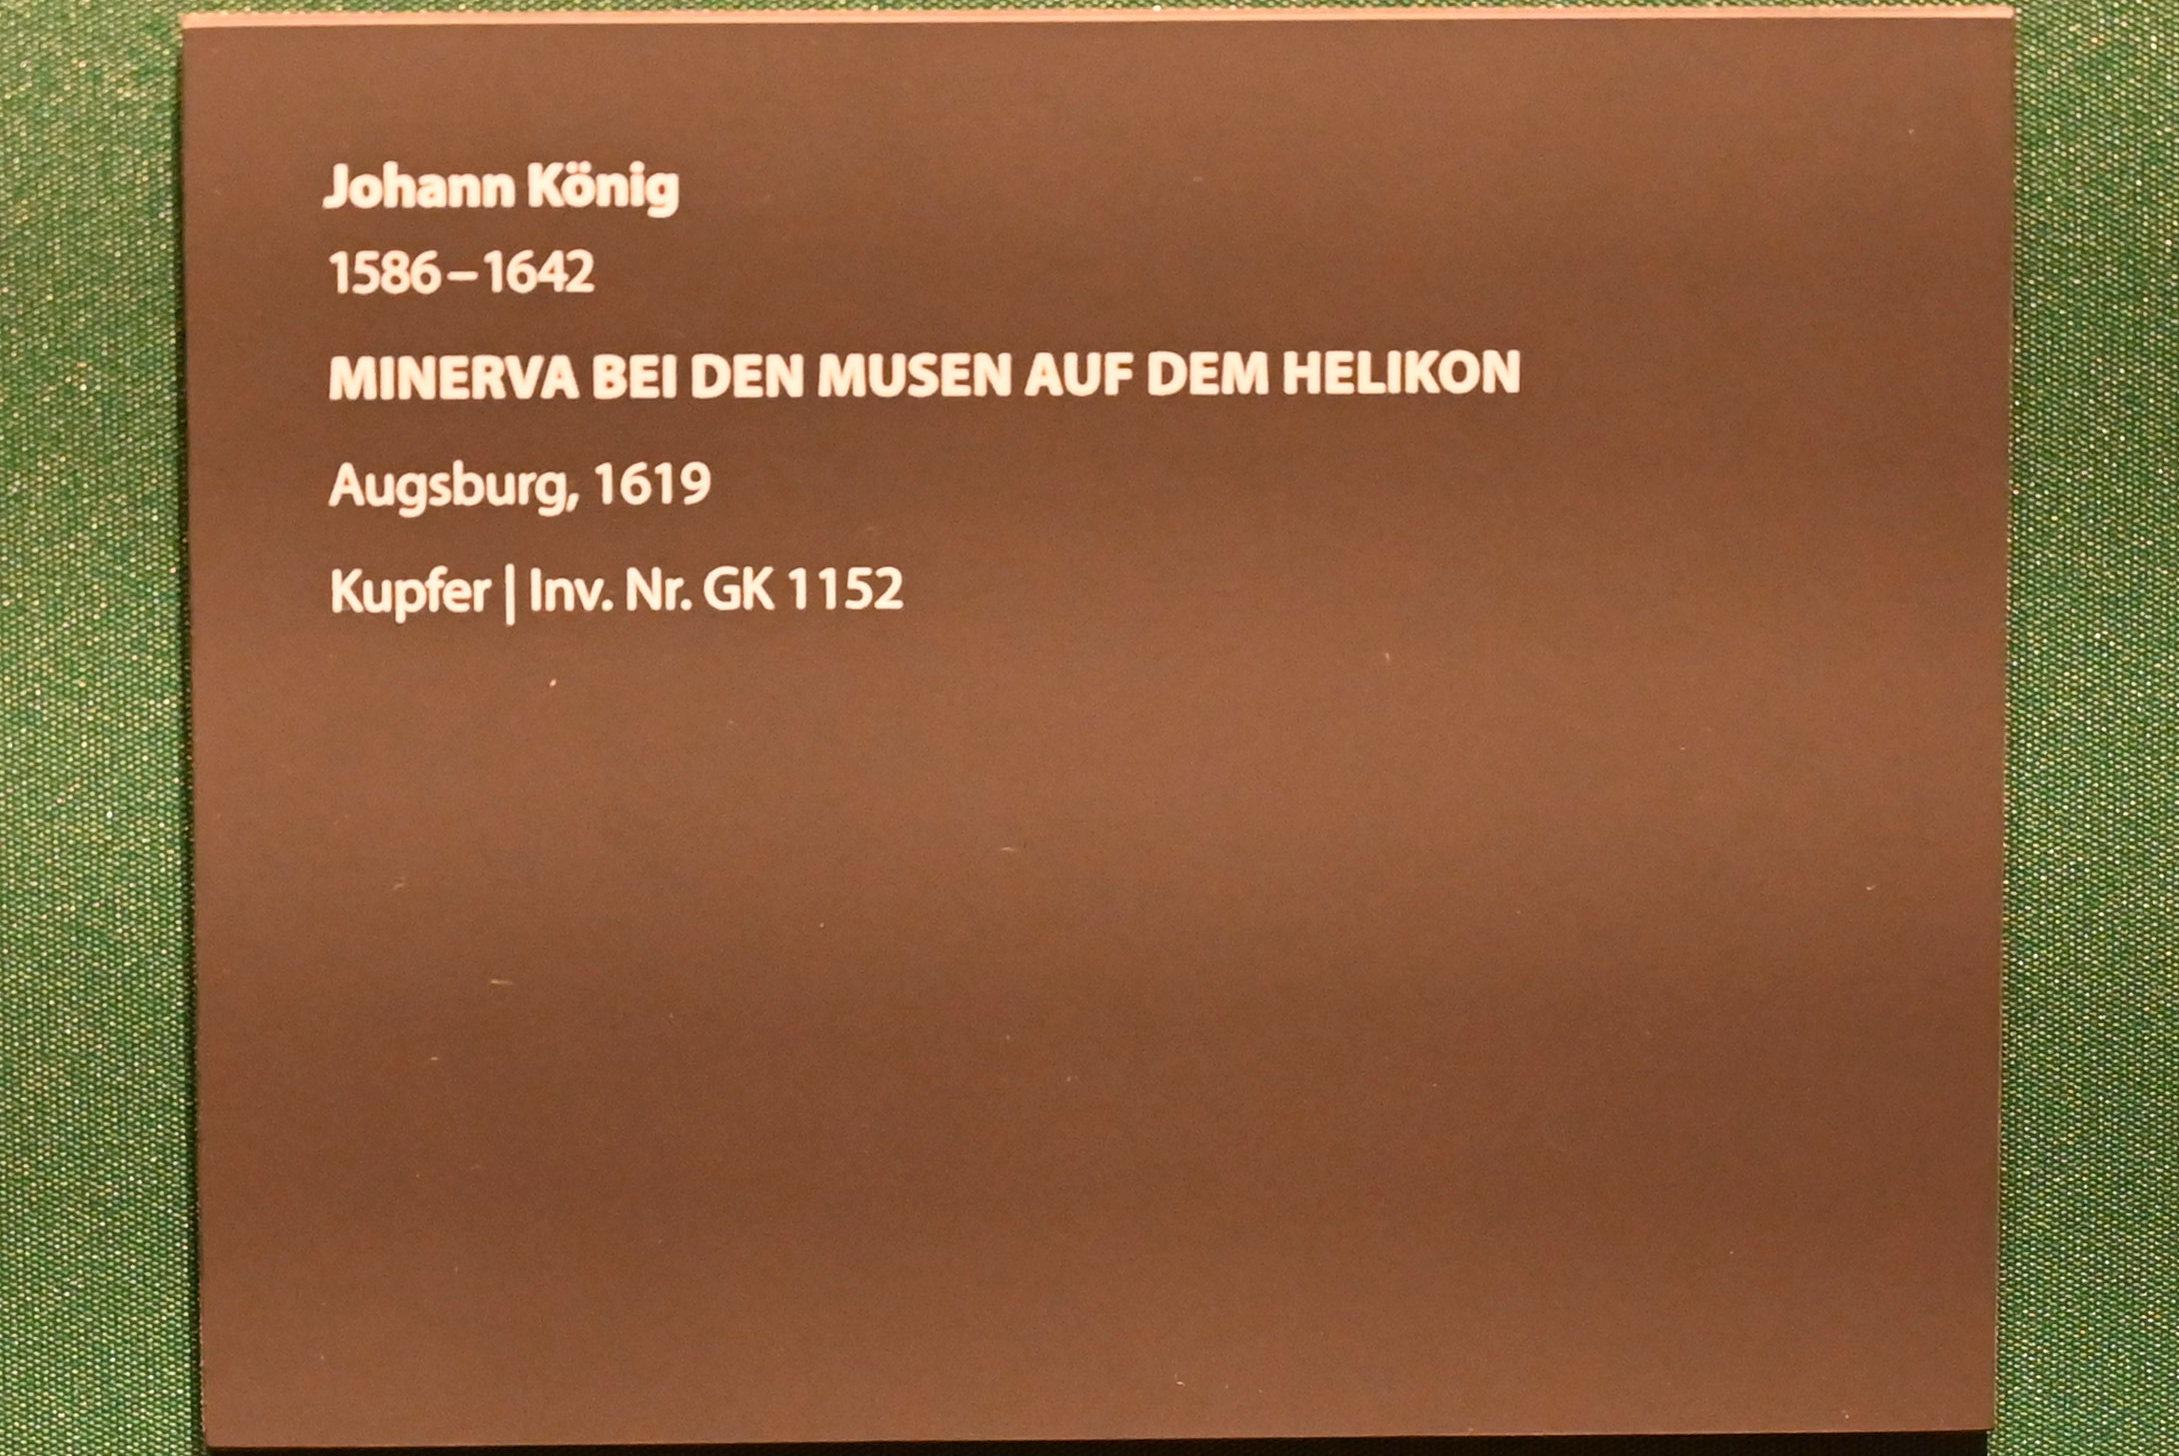 Johann König
1586–1642
MINERVA BEI DEN MUSEN AUF DEM HELIKON
Augsburg, 1619
Kupfer | Inv. Nr. GK 1152